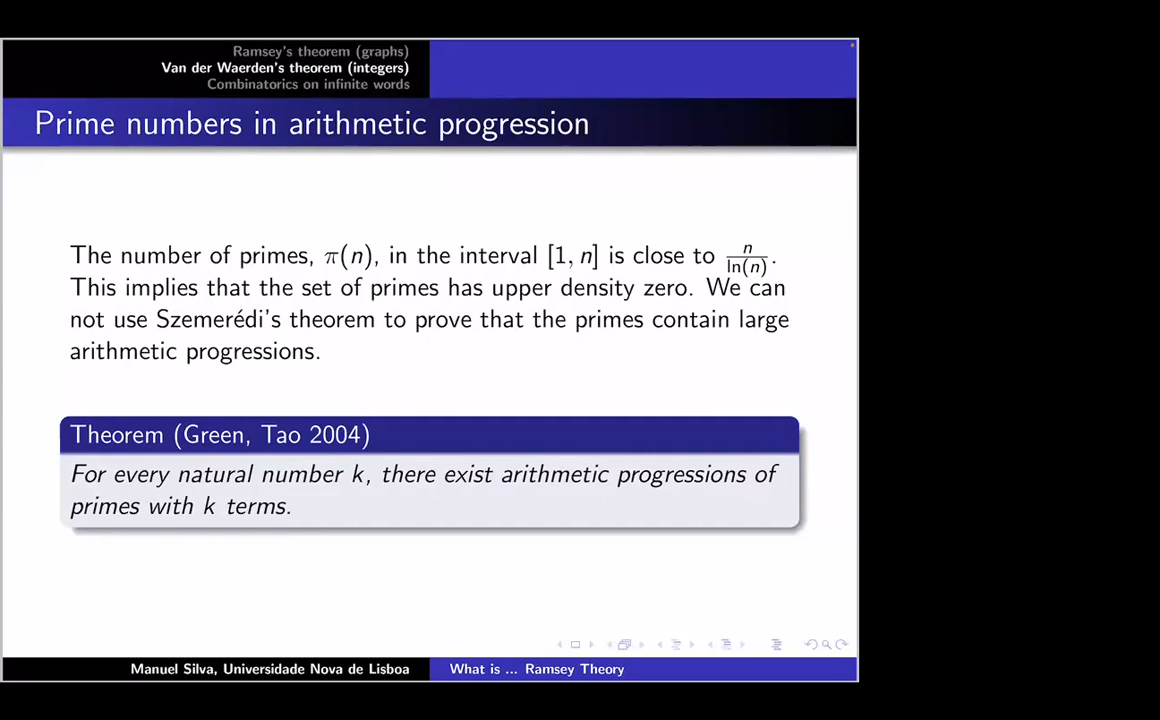 Ramsey's theorem (graphs)
Van der Waerden's theorem (integers)
Combinatorics on infinite words
Prime numbers in arithmetic progression
The number of primes, π(n), in the interval [1, n] is close to n/ln(n).
This implies that the set of primes has upper density zero. We can
not use Szemerédi's theorem to prove that the primes contain large
arithmetic progressions.
Theorem (Green, Tao 2004)
For every natural number k, there exist arithmetic progressions of
primes with k terms.
Manuel Silva, Universidade Nova de Lisboa
What is ... Ramsey Theory